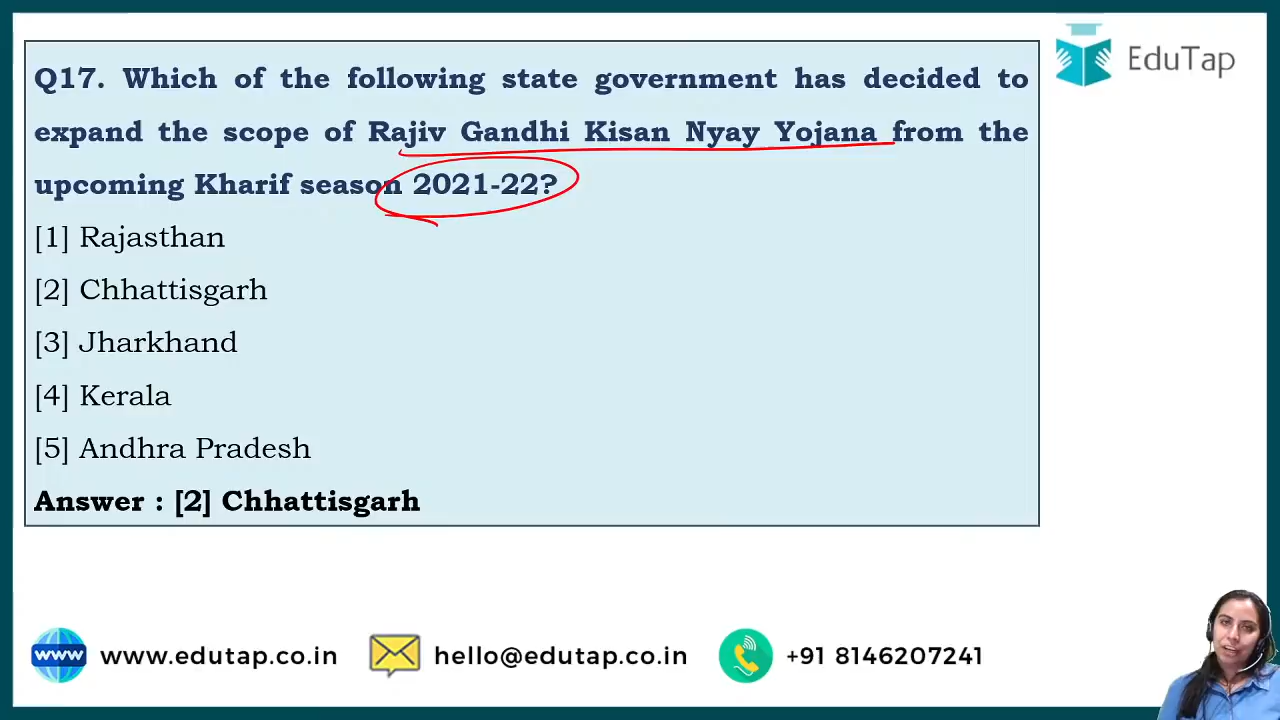 EduTap
Q17. Which of the following state government has decided to
expand the scope of Rajiv Gandhi Kisan Nyay Yojana from the
upcoming Kharif season 2021-22?
[1] Rajasthan
[2] Chhattisgarh
[3] Jharkhand
[4] Kerala
[5] Andhra Pradesh
Answer : [2] Chhattisgarh
www www.edutap.co.in hello@edutap.co.in +91 8146207241